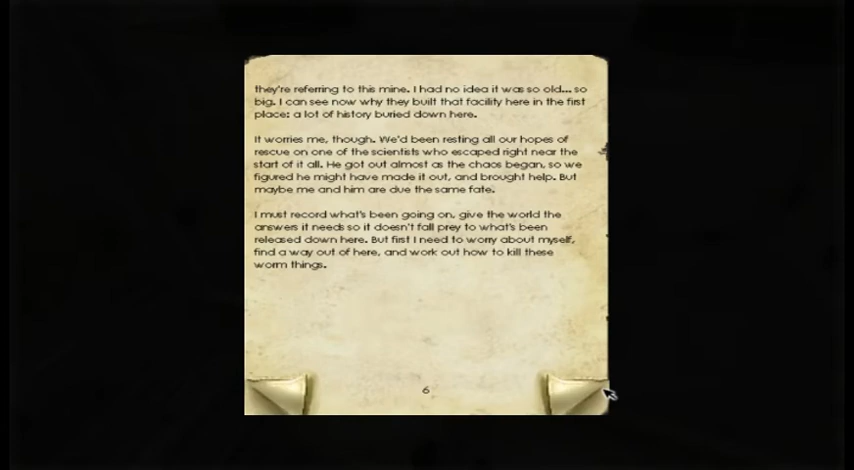 they're referring to this mine. I had no idea it was so old... so
big. I can see now why they built that facility here in the first
place: a lot of history buried down here.
It worries me, though. We'd been resting all our hopes of
rescue on one of the scientists who escaped right near the
start of it all. He got out almost as the chaos began, so we
figured he might have made it out, and brought help. But
maybe me and him are due the same fate.
I must record what's been going on, give the world the
answers it needs so it doesn't fall prey to what's been
released down here. But first I need to worry about myself,
find a way out of here, and work out how to kill these
worm things.
6